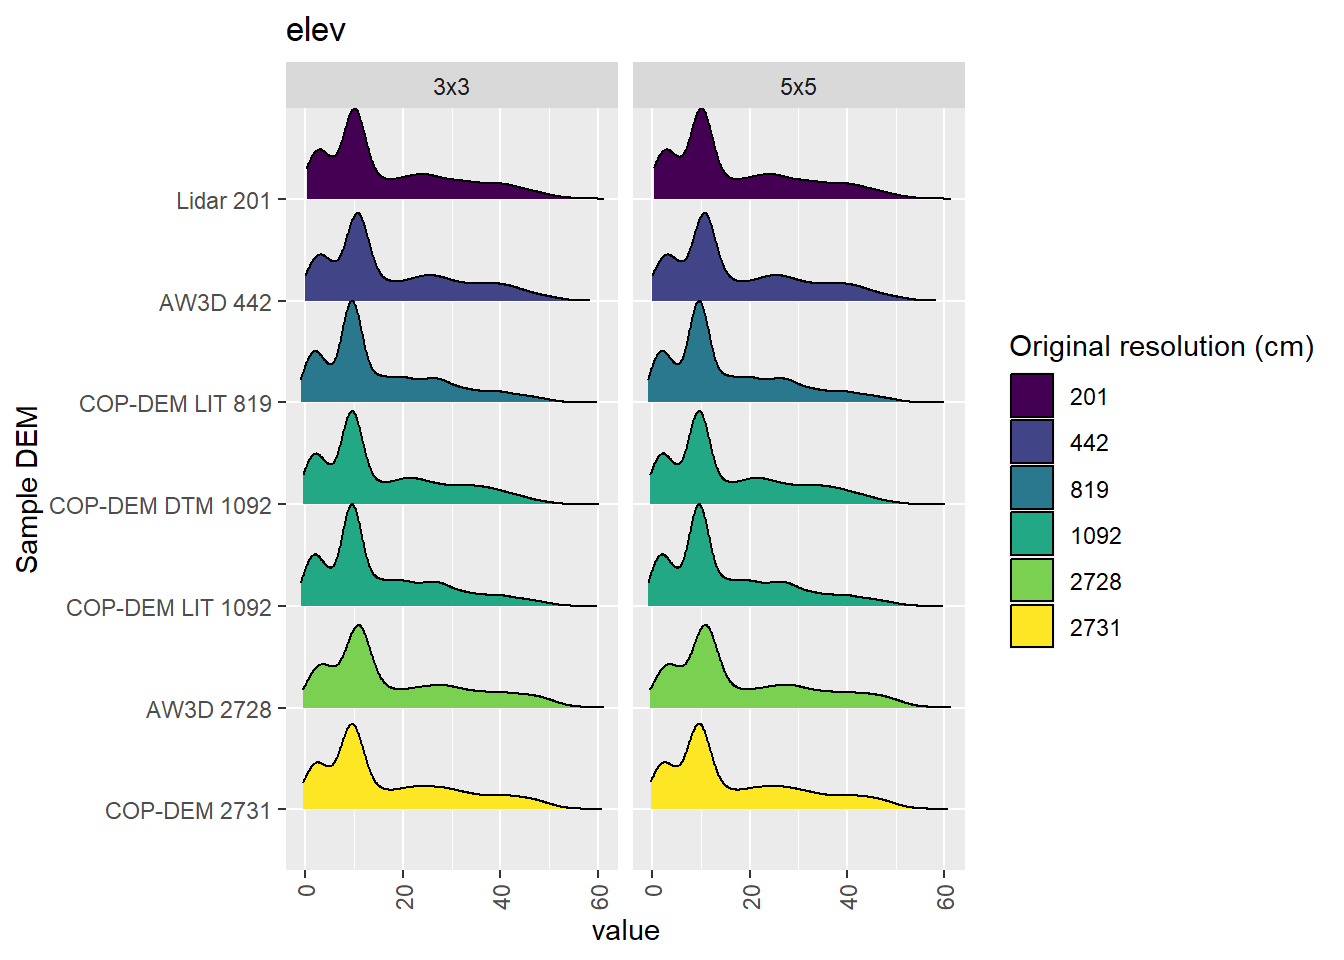 elev
3x3
5x5
Sample DEM
Lidar 201
AW3D 442
COP-DEM LIT 819
COP-DEM DTM 1092
COP-DEM LIT 1092
AW3D 2728
COP-DEM 2731
0
20
40
60
0
20
40
60
value
Original resolution (cm)
201
442
819
1092
2728
2731